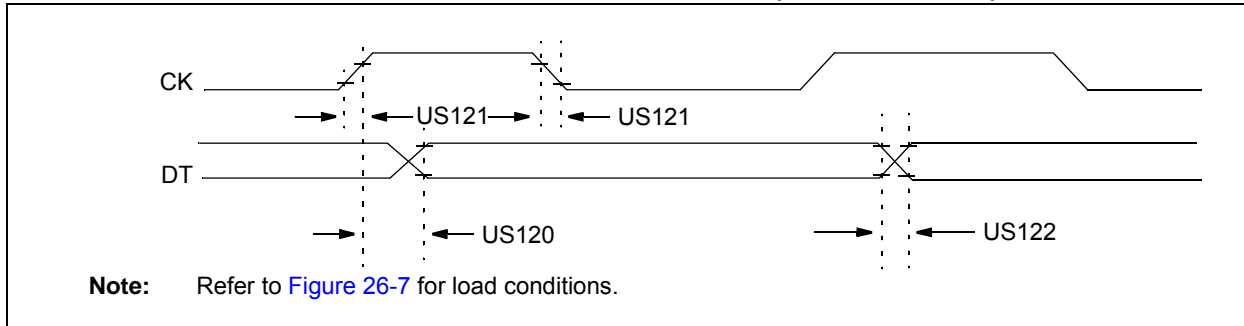 CK
US121 US121
DT
US120 US122
Note: Refer to Figure 26-7 for load conditions.